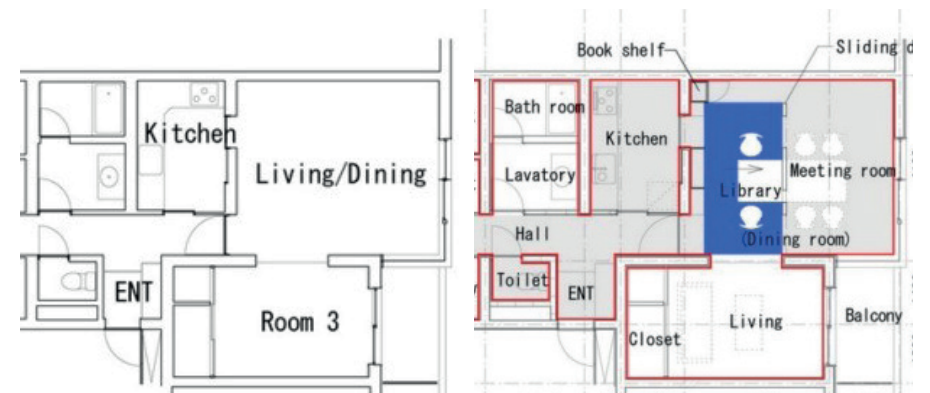 Kitchen
Living/Dining
ENT
Room 3
Book shelf
Sliding d
Bath room
Kitchen
Lavatory
Meeting room
Library
Hall
(Dining room)
Toilet
ENT
Living
Balcony
Closet